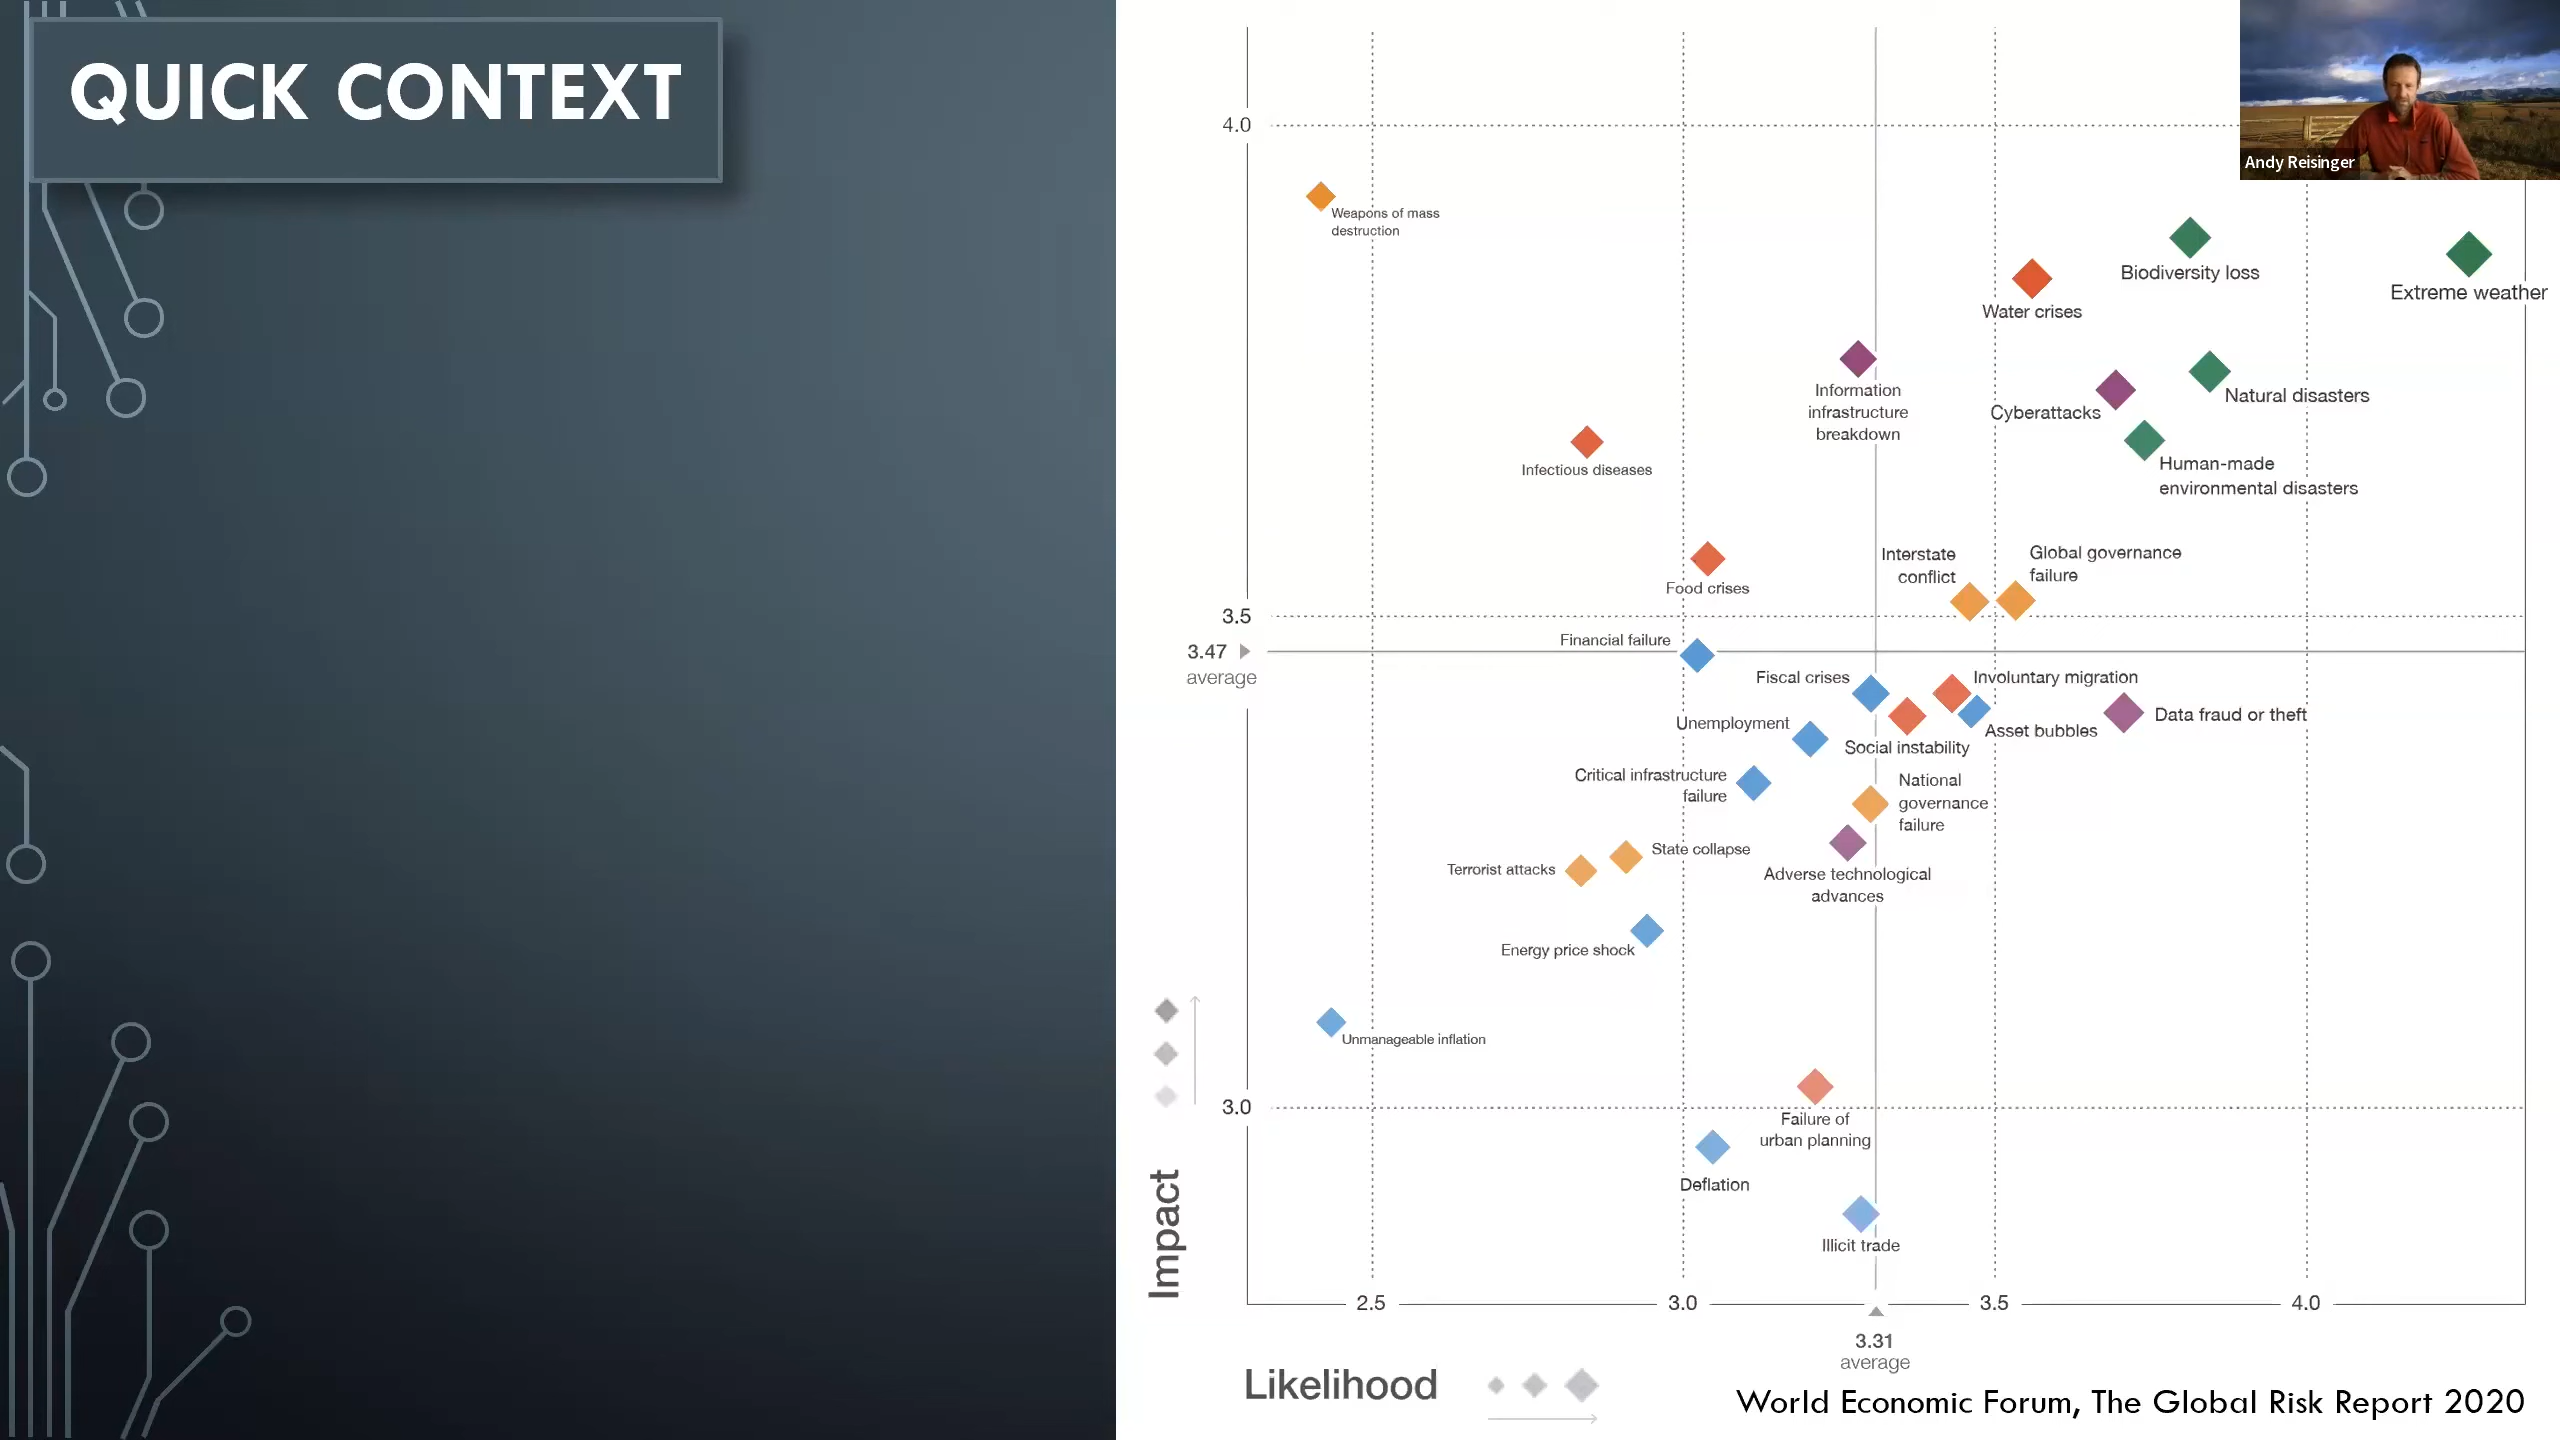 QUICK CONTEXT
Andy Reisinger
4.0
Weapons of mass
destruction
Biodiversity loss
Extreme weather
Water crises
Information
infrastructure
breakdown
Natural disasters
Cyberattacks
Infectious diseases
Human-made
environmental disasters
Interstate
conflict
Global governance
failure
Food crises
3.5
Financial failure
3.47
average
Fiscal crises
Involuntary migration
Unemployment
Data fraud or theft
Asset bubbles
Social instability
Critical infrastructure
failure
National
governance
failure
State collapse
Terrorist attacks
Adverse technological
advances
Energy price shock
Unmanageable inflation
3.0
Failure of
urban planning
Deflation
Illicit trade
Impact
2.5
3.0
3.5
4.0
3.31
average
Likelihood
World Economic Forum, The Global Risk Report 2020